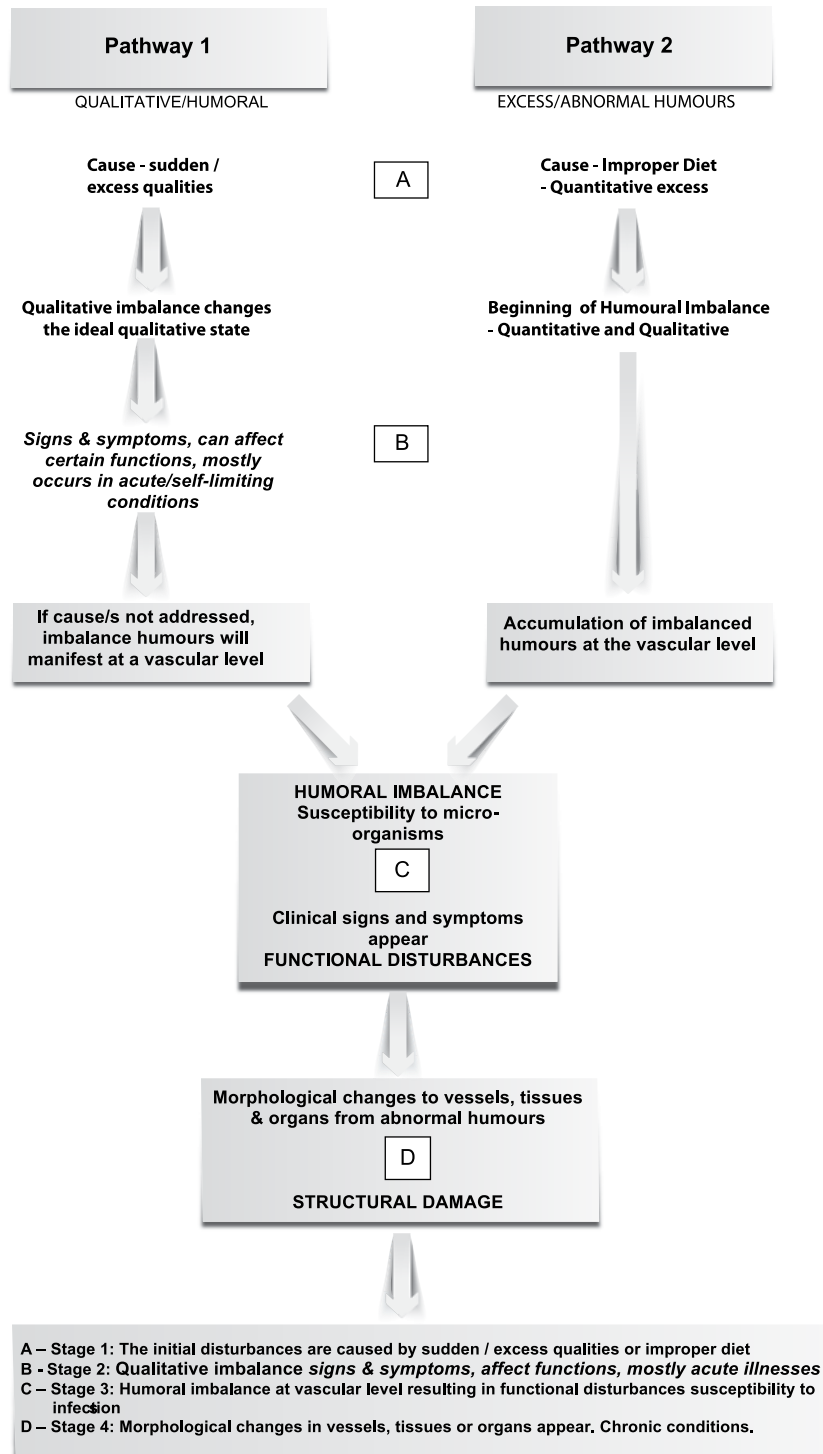 Pathway 1
QUALITATIVE/HUMORAL
Pathway 2
EXCESS/ABNORMAL HUMOURS
Cause - sudden /
excess qualities
A
Cause - Improper Diet
- Quantitative excess
Qualitative imbalance changes
the ideal qualitative state
Beginning of Humoural Imbalance
- Quantitative and Qualitative
Signs & symptoms, can affect
certain functions, mostly
occurs in acute/self-limiting
conditions
B
If cause/s not addressed,
imbalance humours will
manifest at a vascular level
Accumulation of imbalanced
humours at the vascular level
HUMORAL IMBALANCE
Susceptibility to micro-
organisms
C
Clinical signs and symptoms
appear
FUNCTIONAL DISTURBANCES
Morphological changes to vessels, tissues
& organs from abnormal humours
D
STRUCTURAL DAMAGE
A – Stage 1: The initial disturbances are caused by sudden / excess qualities or improper diet
B - Stage 2: Qualitative imbalance signs & symptoms, affect functions, mostly acute illnesses
C – Stage 3: Humoral imbalance at vascular level resulting in functional disturbances susceptibility to
infection
D – Stage 4: Morphological changes in vessels, tissues or organs appear. Chronic conditions.